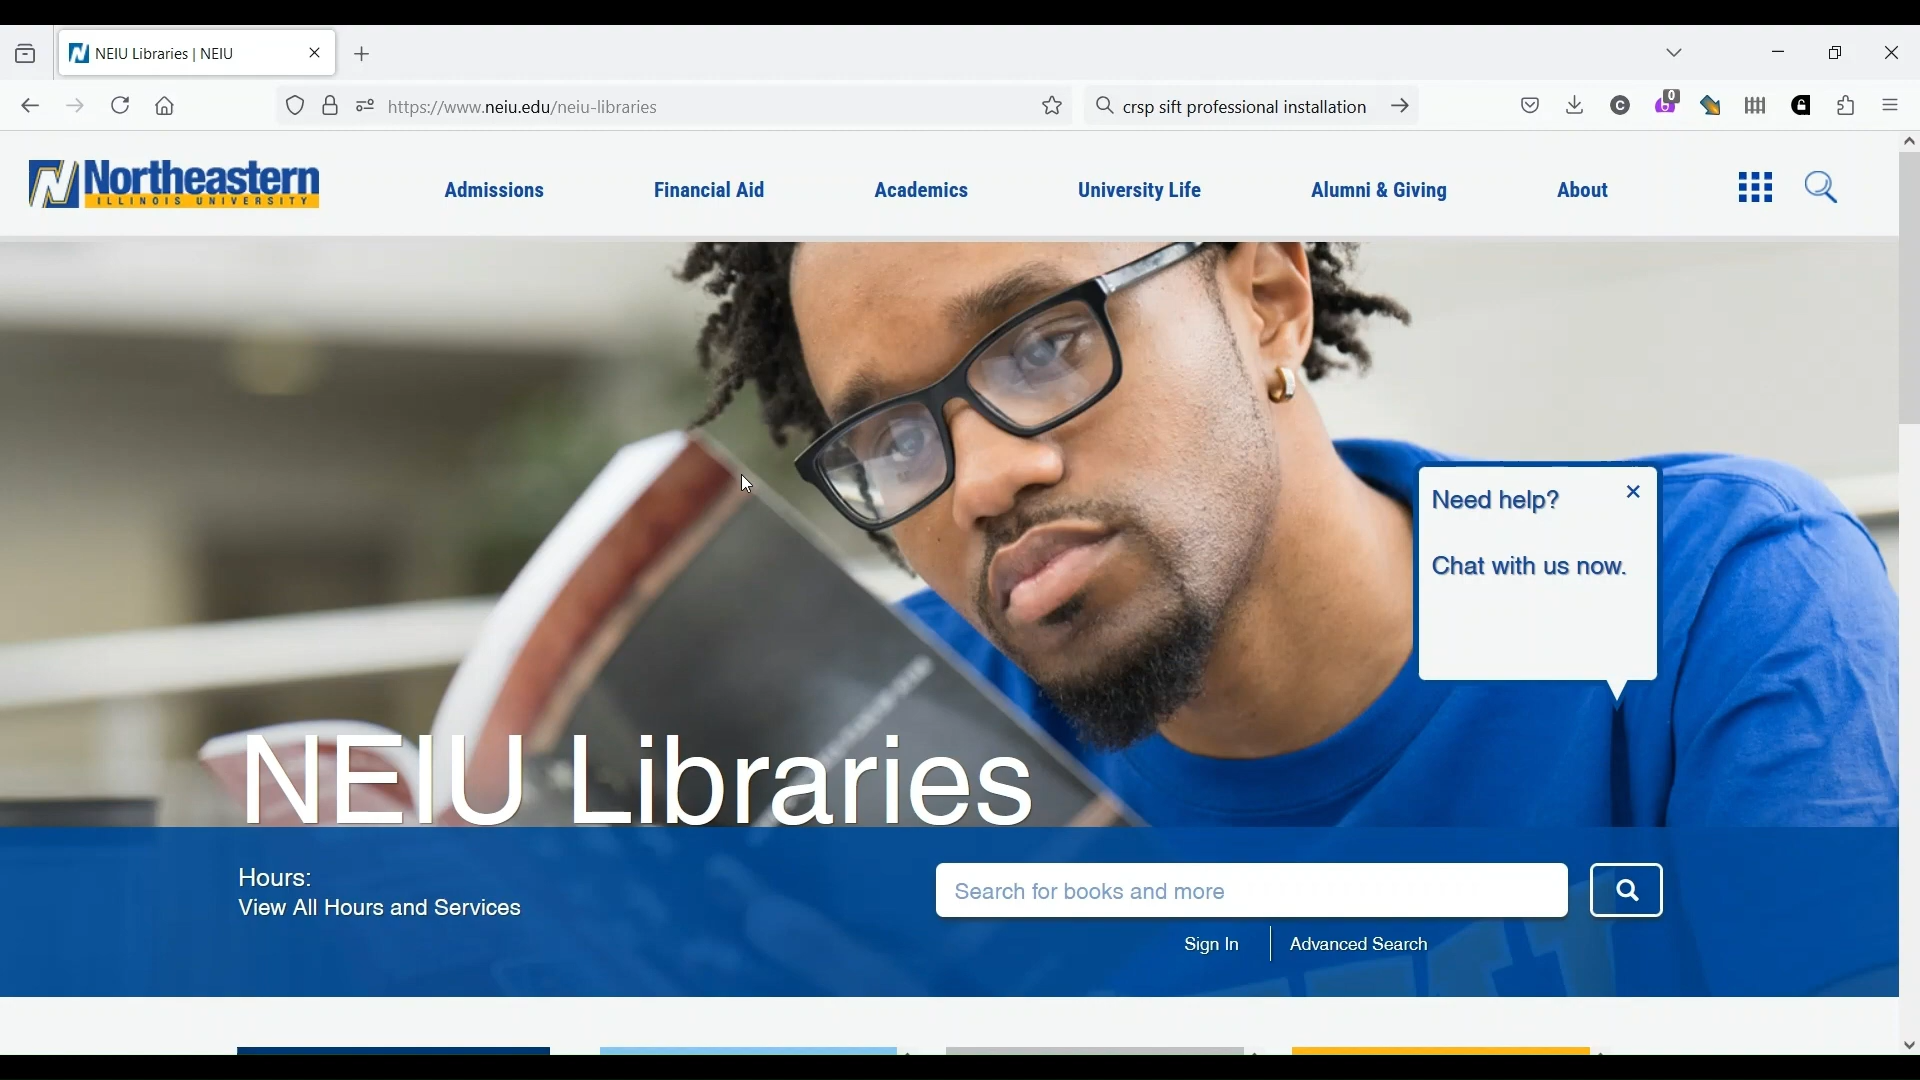 NEIU Libraries | NEIU
https://www.neiu.edu/neiu-libraries
crsp sift professional installation
C
0
Northeastern
ILLINOIS UNIVERSITY
Admissions
Financial Aid
Academics
University Life
Alumni & Giving
About
Need help?
Chat with us now.
NEIU Libraries
Hours:
View All Hours and Services
Search for books and more
Sign In
Advanced Search